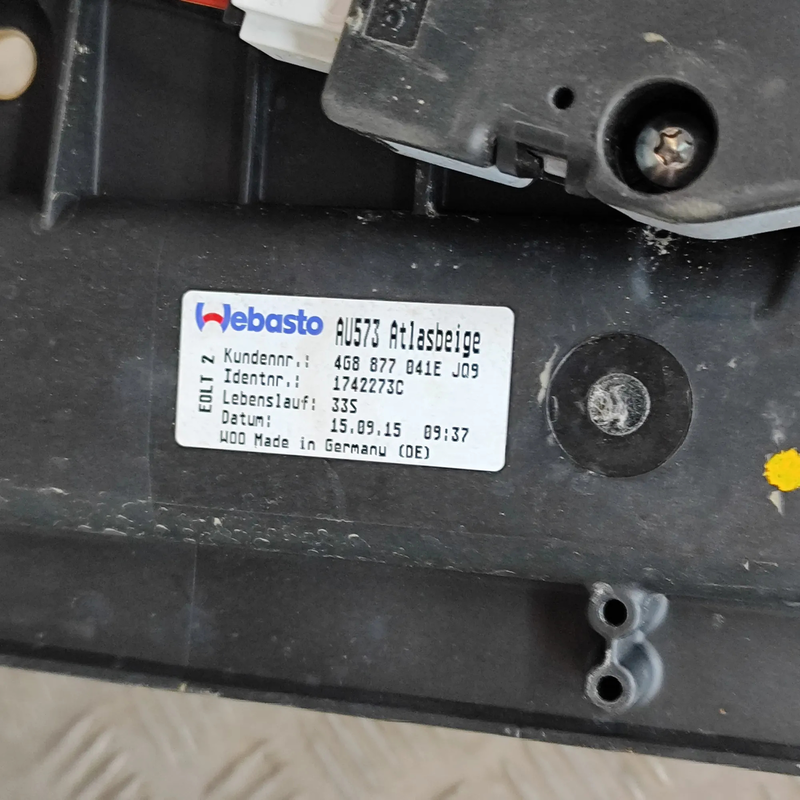 Webasto AU573 Atlasbeige
EOLT 2
Kundennr.: 4G8 877 041E J09
Identnr.: 1742273C
Lebenslauf: 33S
Datum: 15.09.15 09:37
WOO Made in Germany (DE)